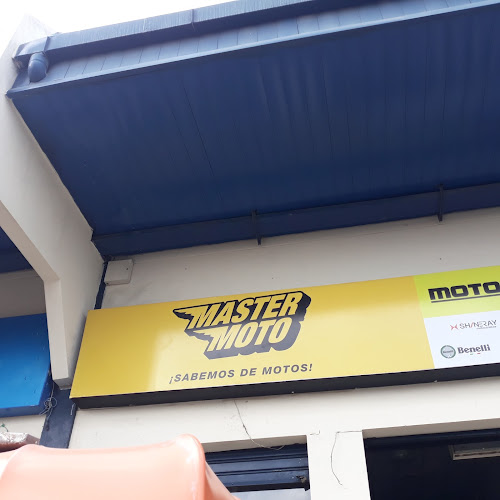 MASTER
MOTO
¡SABEMOS DE MOTOS!
MOTO
SHINERAY
Benelli